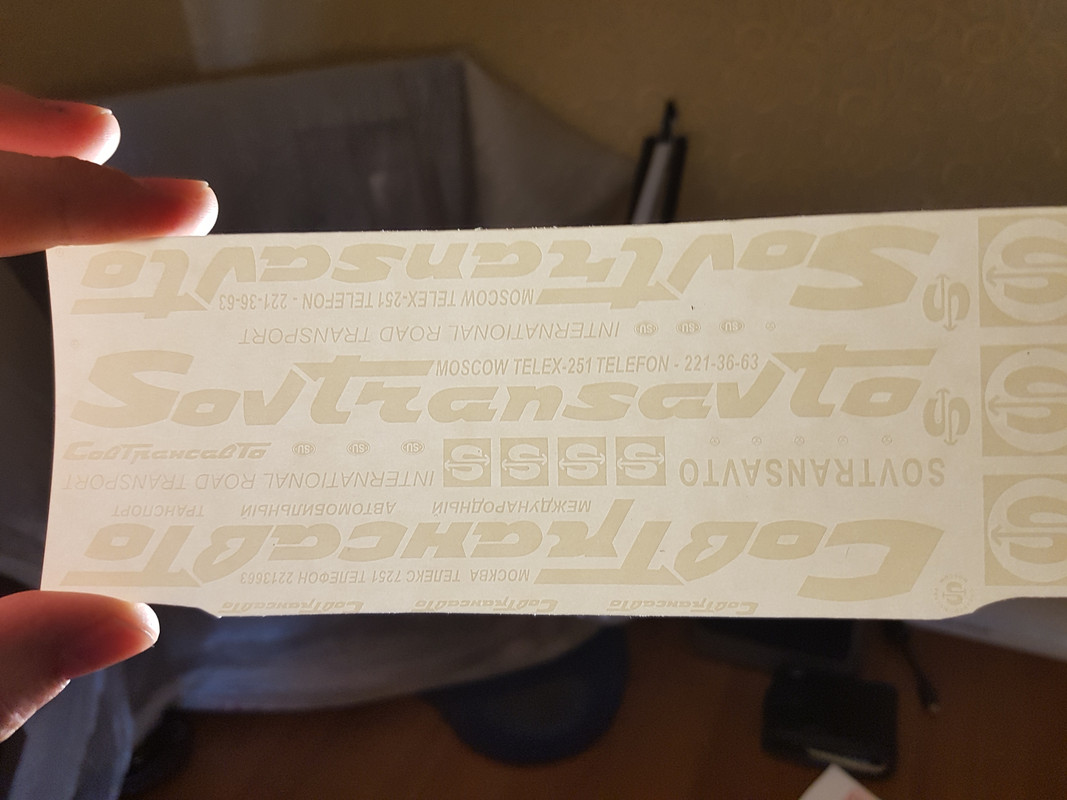 Sovtransavto
MOSCOW TELEX-251 TELEFON - 221-36-63
INTERNATIONAL ROAD TRANSPORT SU SU SU
MOSCOW TELEX-251 TELEFON - 221-36-63
Sovtransavto
Совтрансавто SU SU SU
SOVTRANSAVTO
INTERNATIONAL ROAD TRANSPORT
МЕЖДУНАРОДНЫЙ АВТОМОБИЛЬНЫЙ ТРАНСПОРТ
Совтрансавто
МОСКВА ТЕЛЕКС 7251 ТЕЛЕФОН 2213663
Совтрансавто Совтрансавто Совтрансавто